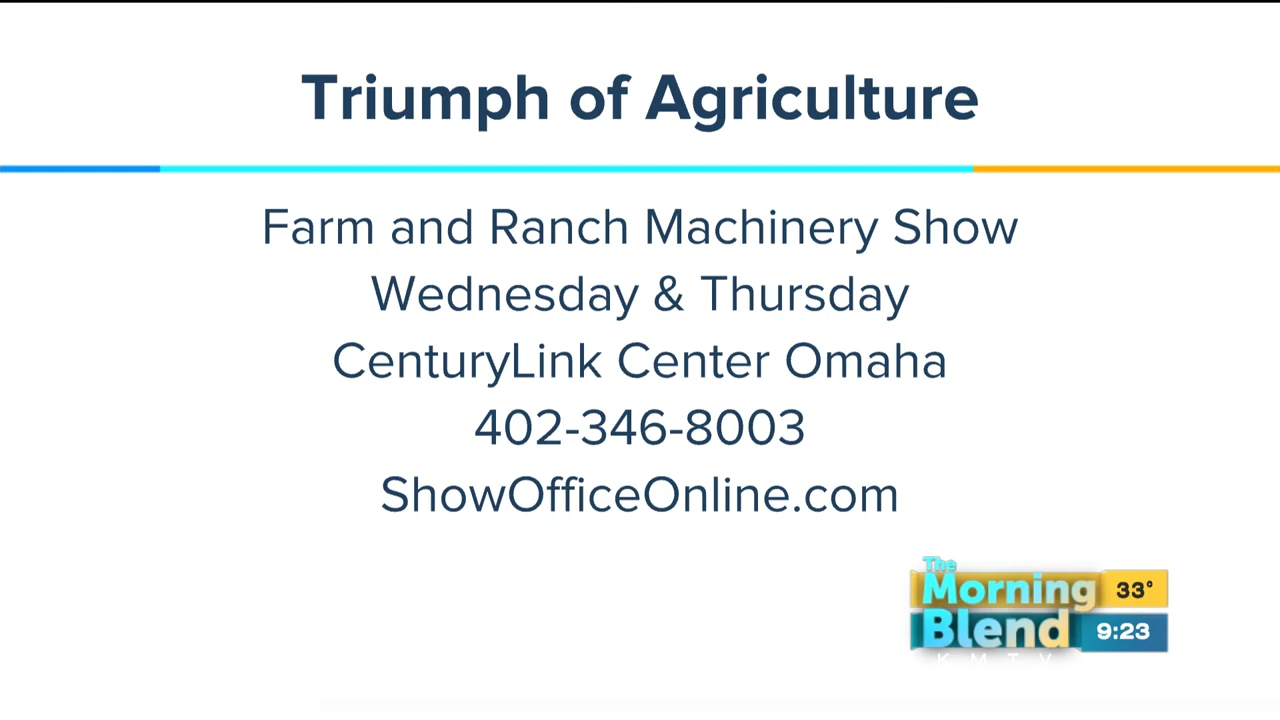 Triumph of Agriculture
Farm and Ranch Machinery Show
Wednesday & Thursday
CenturyLink Center Omaha
402-346-8003
ShowOfficeOnline.com
The
Morning 33°
Blend 9:23
KMTV